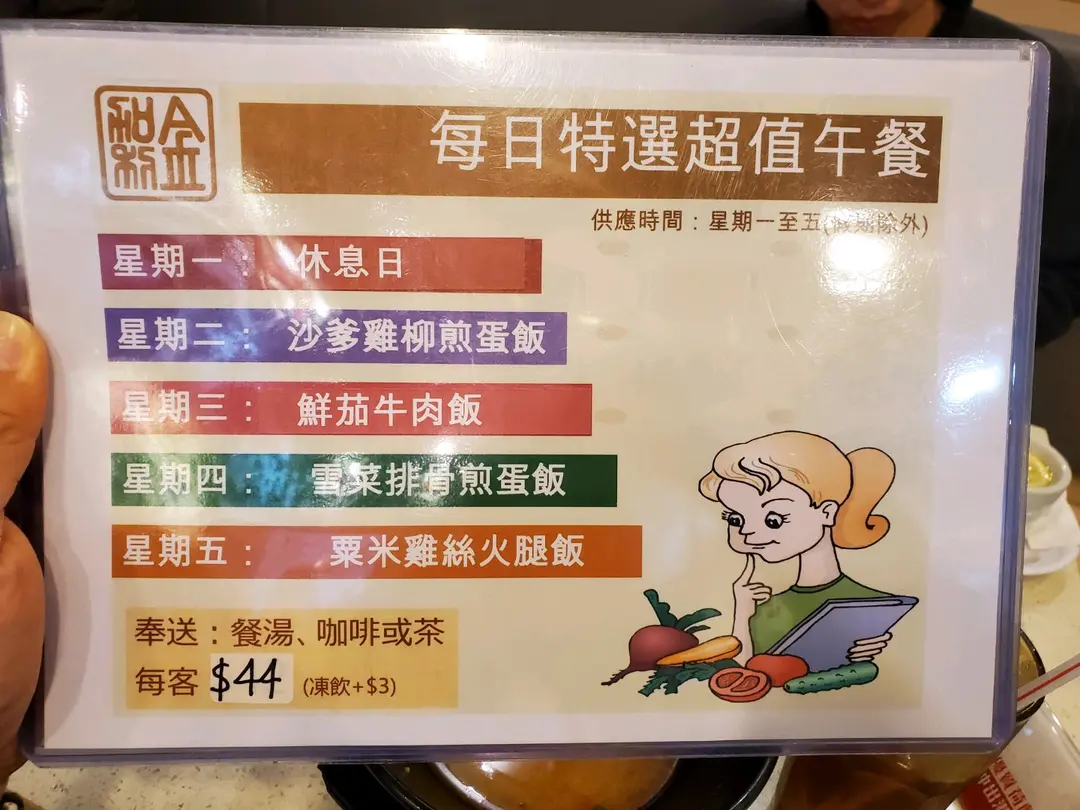 每日特選超值午餐
供應時間：星期一至五(假期除外)
星期一： 休息日
星期二： 沙爹雞柳煎蛋飯
星期三： 鮮茄牛肉飯
星期四： 雪菜排骨煎蛋飯
星期五： 粟米雞絲火腿飯
奉送：餐湯、咖啡或茶
每客 $44 (凍飲+$3)